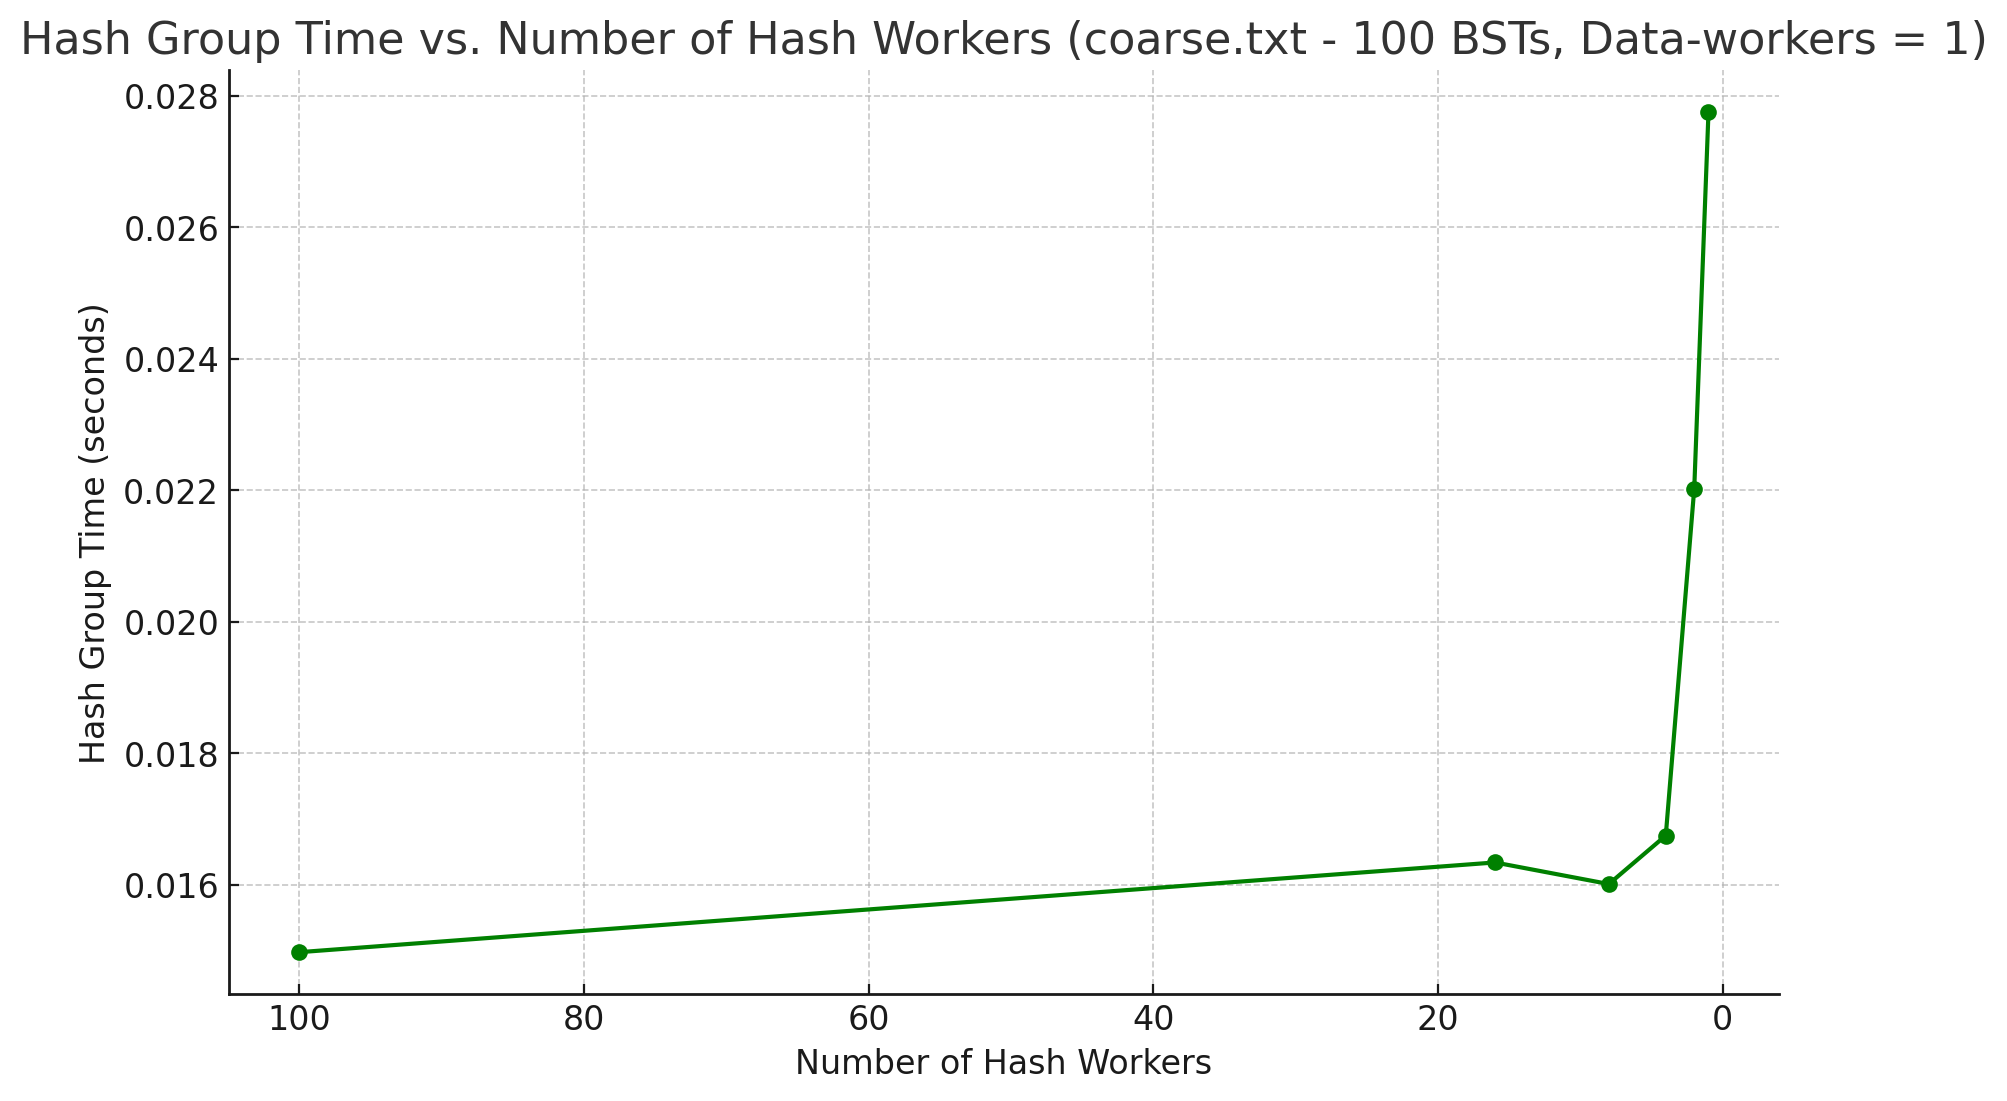 Hash Group Time vs. Number of Hash Workers (coarse.txt - 100 BSTs, Data-workers = 1)
Hash Group Time (seconds)
0.028
0.026
0.024
0.022
0.020
0.018
0.016
100 80 60 40 20 0
Number of Hash Workers